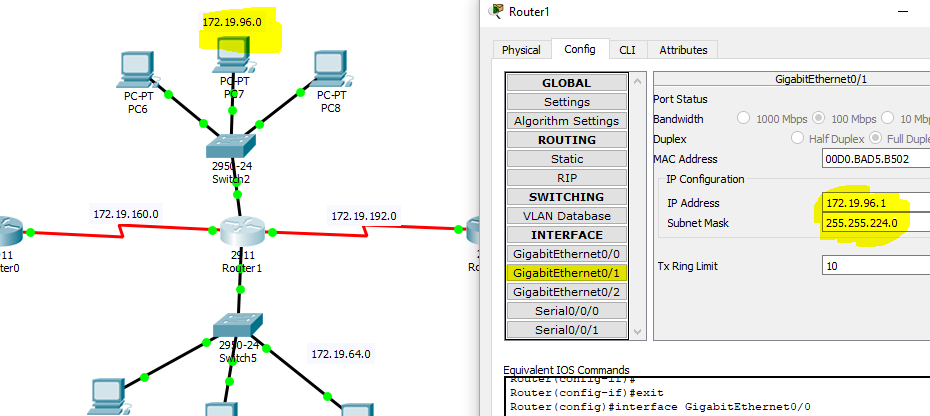 172.19.96.0
PC-PT
PC6
PC-PT
PC7
PC-PT
PC8
2950-24
Switch2
172.19.160.0
172.19.192.0
2911
Router1
2950-24
Switch5
172.19.64.0
Router1
Physical
Config
CLI
Attributes
GLOBAL
Settings
Algorithm Settings
ROUTING
Static
RIP
SWITCHING
VLAN Database
INTERFACE
GigabitEthernet0/0
GigabitEthernet0/1
GigabitEthernet0/2
Serial0/0/0
Serial0/0/1
GigabitEthernet0/1
Port Status
Bandwidth 1000 Mbps 100 Mbps 10 Mbp
Duplex Half Duplex Full Duple
MAC Address 00D0.BAD5.B502
IP Configuration
IP Address 172.19.96.1
Subnet Mask 255.255.224.0
Tx Ring Limit 10
Equivalent IOS Commands
Router(config-if)#
Router(config-if)#exit
Router(config)#interface GigabitEthernet0/0